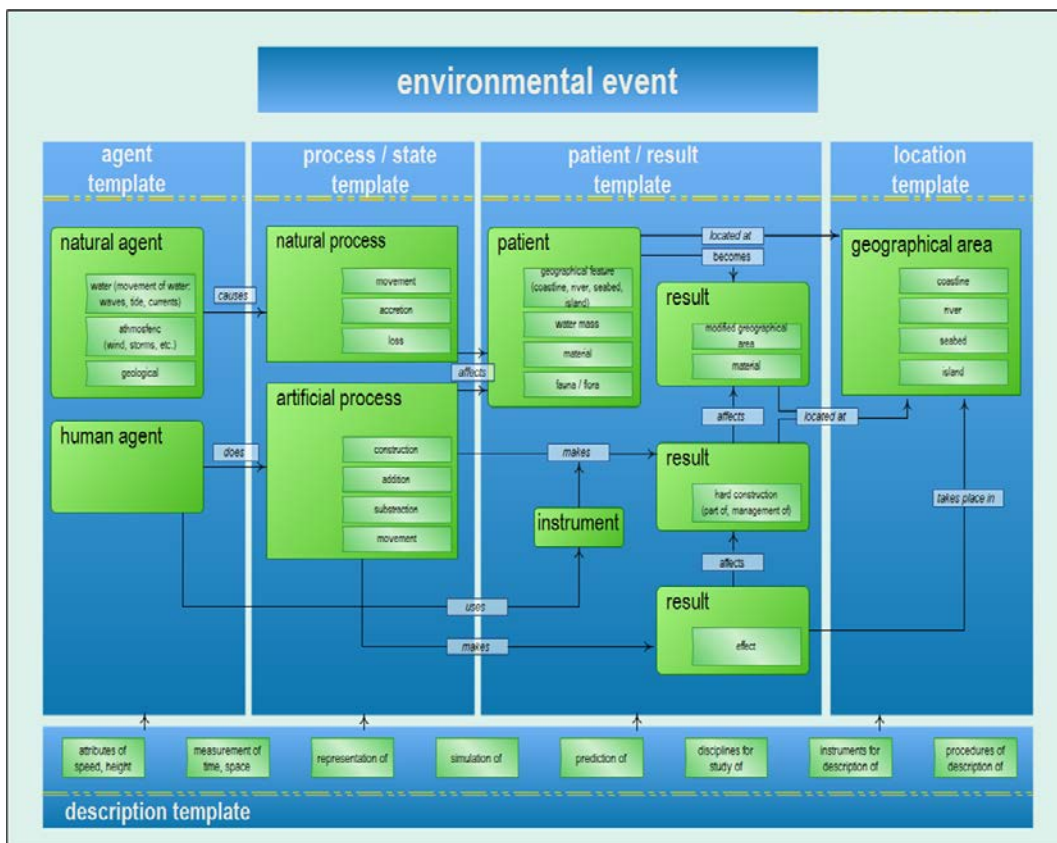 environmental event
agent
template
process / state
template
patient / result
template
location
template
natural agent
water (movement of water:
waves, tide, currents)
athmosferic
(wind, storms, etc.)
geological
causes
natural process
movement
accretion
loss
affects
patient
geographical feature
(coastine, river, seabed,
island)
water mass
material
fauna / flora
located at
becomes
result
modified geographical
area
material
geographical area
coastine
river
seabed
island
human agent
does
artificial process
construction
addition
substraction
movement
makes
instrument
affects
located at
result
hard construction
(part of, management of)
takes place in
affects
uses
makes
result
effect
attributes of
speed, height
measurement of
time, space
representation of
simulation of
prediction of
disciplines for
study of
instruments for
description of
procedures of
description of
description template